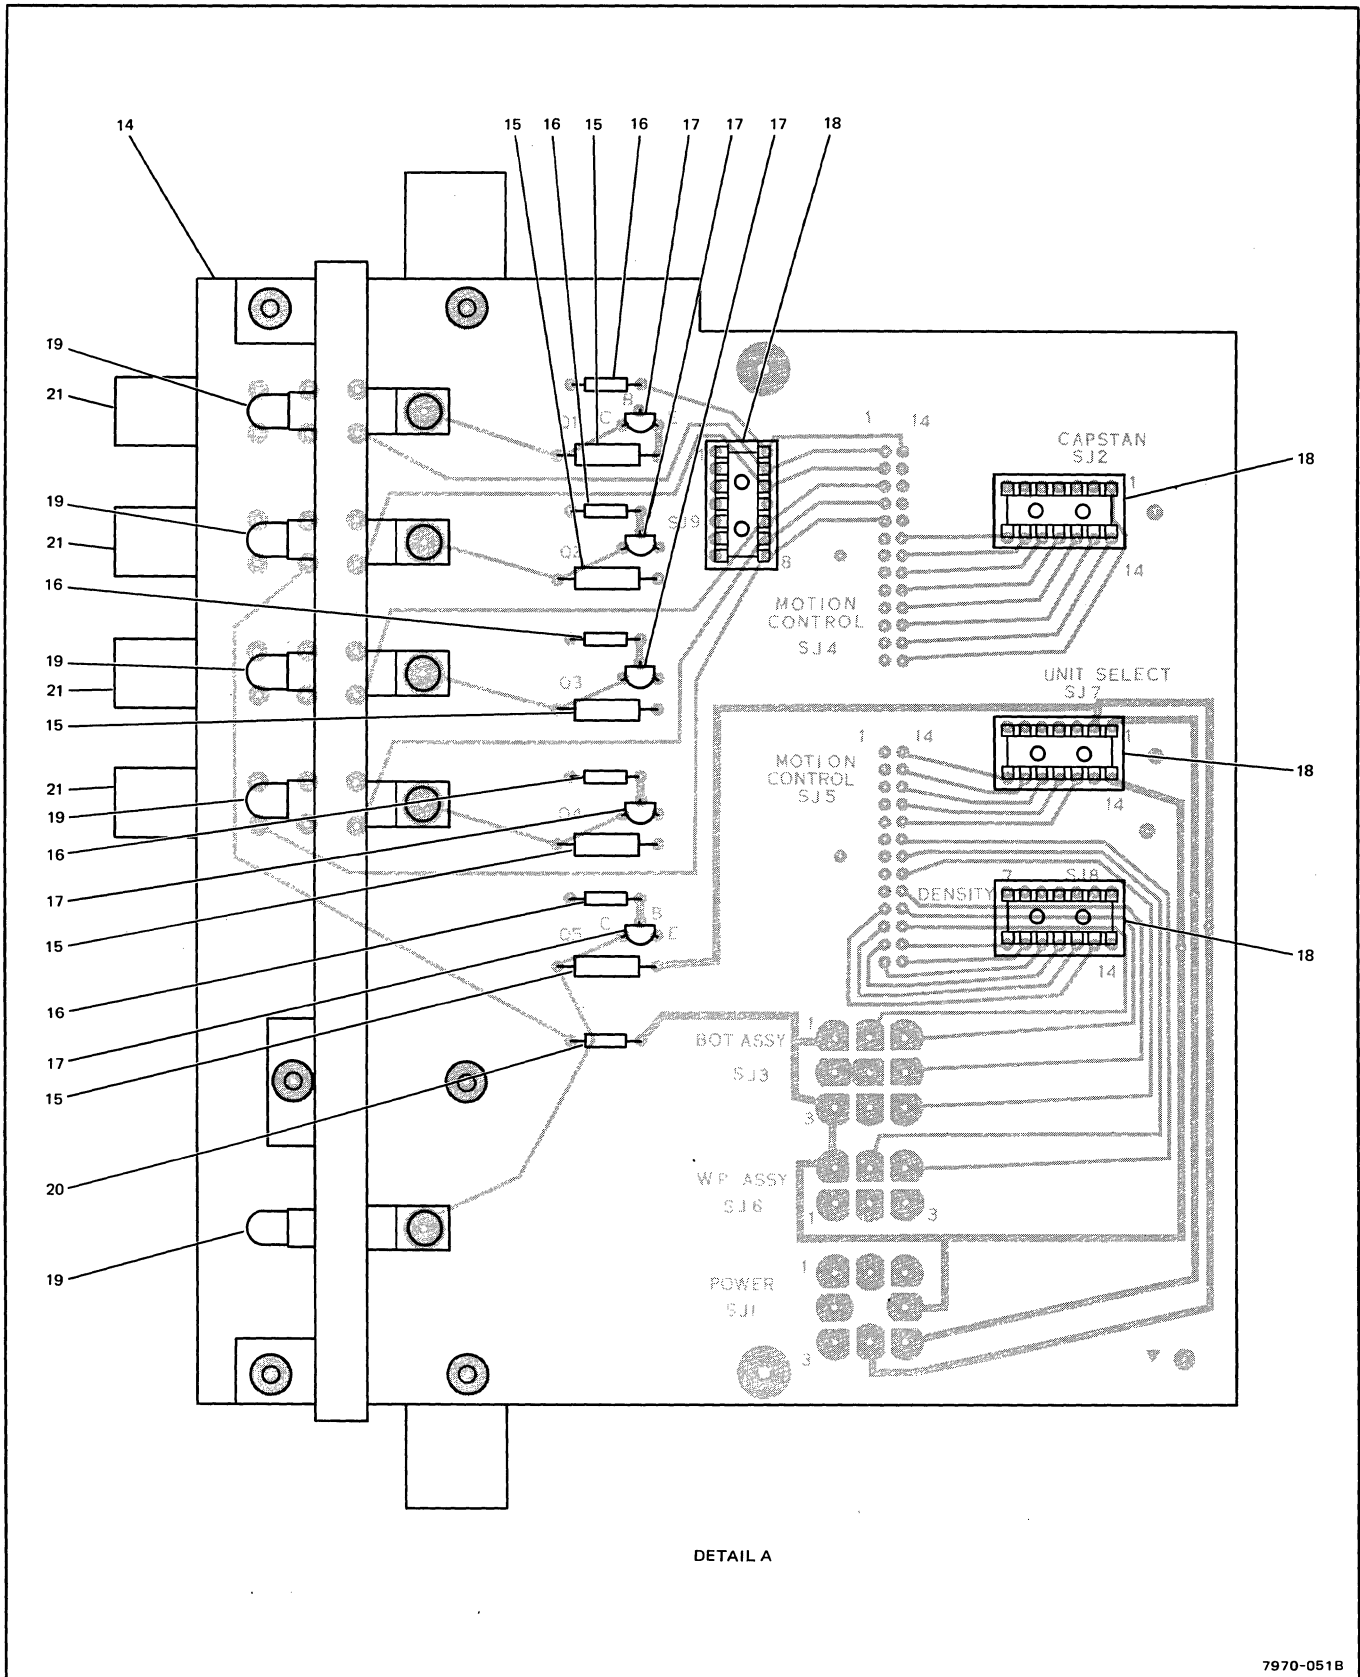 14 15 16 15 16 17 17 17 18
19
21
19
21
16
19
21
15
21
19
16
17
15
16
17
15
20
19
B
Q1 C E
Q2
Q3
Q4
B
C
Q5 E
1
SJ9
8
1 14
CAPSTAN
SJ2
1
18
14
MOTION
CONTROL
SJ4
UNIT SELECT
SJ7
1
18
14
1 14
MOTION
CONTROL
SJ5
7 SJ8
DENSITY
18
14
1
BOT ASSY
SJ3
3
W.P. ASSY
SJ6
1 3
1
POWER
SJ1
3
DETAIL A
7970-051B